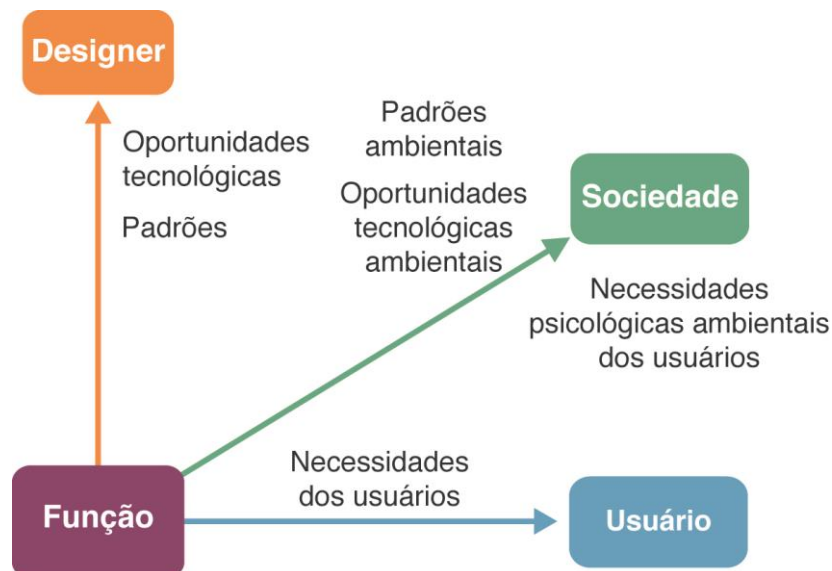 Designer
Oportunidades
tecnológicas
Padrões
Padrões
ambientais
Oportunidades
tecnológicas
ambientais
Sociedade
Necessidades
psicológicas ambientais
dos usuários
Necessidades
dos usuários
Função
Usuário